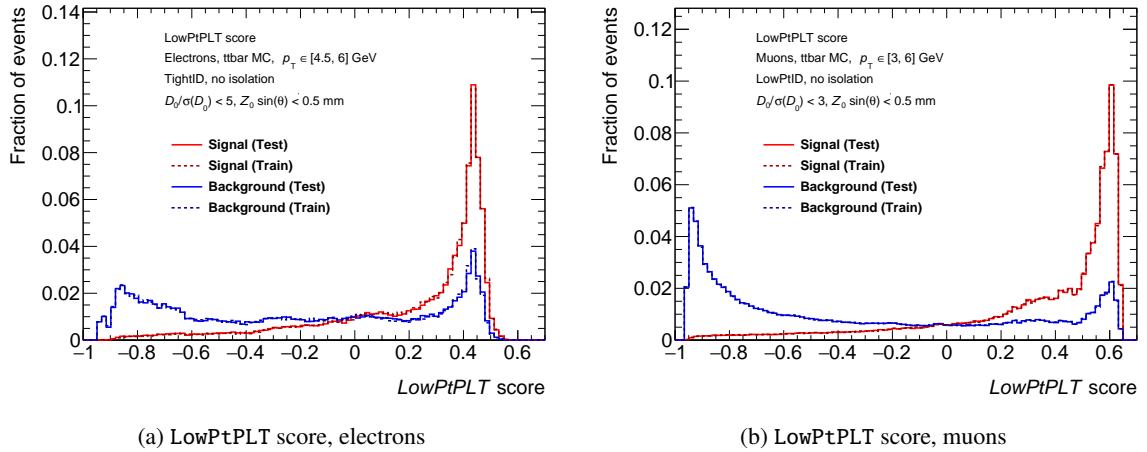 Fraction of events
0.14
0.12
0.1
0.08
0.06
0.04
0.02
0
LowPtPLT score
Electrons, ttbar MC, p_T ∈ [4.5, 6] GeV
TightID, no isolation
D_0/σ(D_0) < 5, Z_0 sin(θ) < 0.5 mm
Signal (Test)
Signal (Train)
Background (Test)
Background (Train)
−1 −0.8 −0.6 −0.4 −0.2 0 0.2 0.4 0.6
LowPtPLT score
(a) LowPtPLT score, electrons
Fraction of events
0.12
0.1
0.08
0.06
0.04
0.02
0
LowPtPLT score
Muons, ttbar MC, p_T ∈ [3, 6] GeV
LowPtID, no isolation
D_0/σ(D_0) < 3, Z_0 sin(θ) < 0.5 mm
Signal (Test)
Signal (Train)
Background (Test)
Background (Train)
−1 −0.8 −0.6 −0.4 −0.2 0 0.2 0.4 0.6
LowPtPLT score
(b) LowPtPLT score, muons